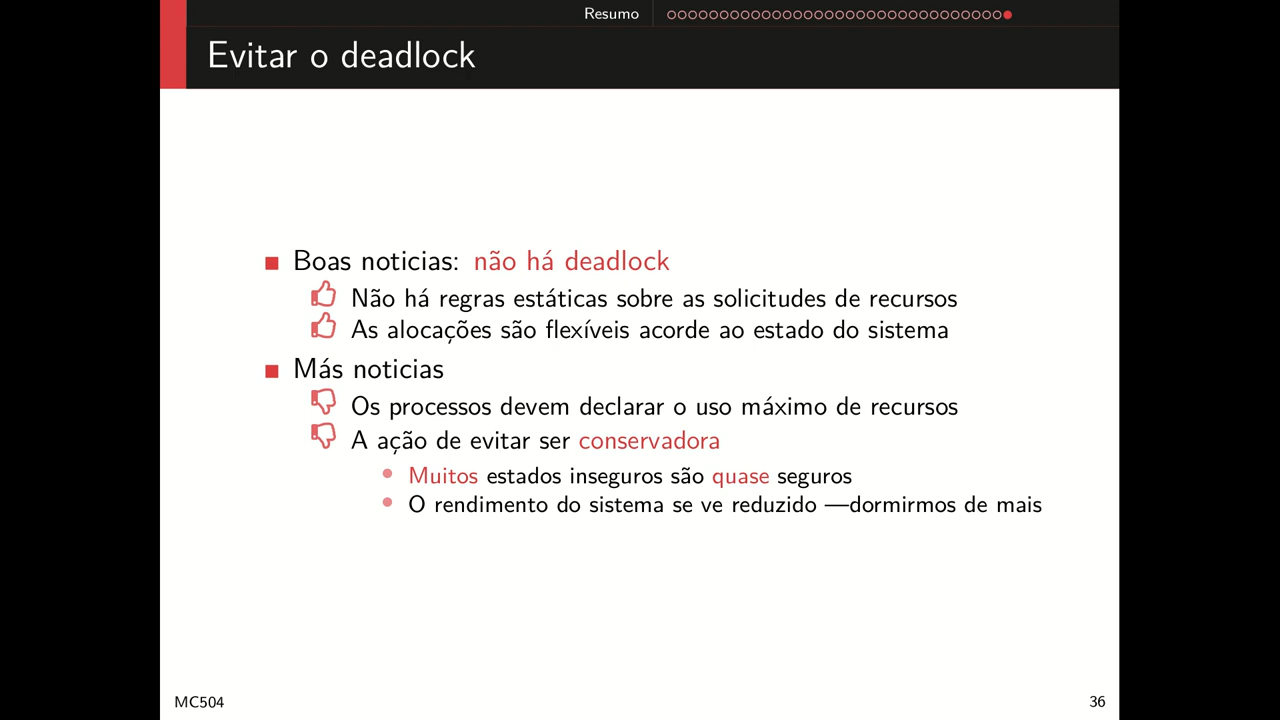 Resumo
Evitar o deadlock
Boas noticias: não há deadlock
Não há regras estáticas sobre as solicitudes de recursos
As alocações são flexíveis acorde ao estado do sistema
Más noticias
Os processos devem declarar o uso máximo de recursos
A ação de evitar ser conservadora
Muitos estados inseguros são quase seguros
O rendimento do sistema se ve reduzido —dormirmos de mais
MC504
36